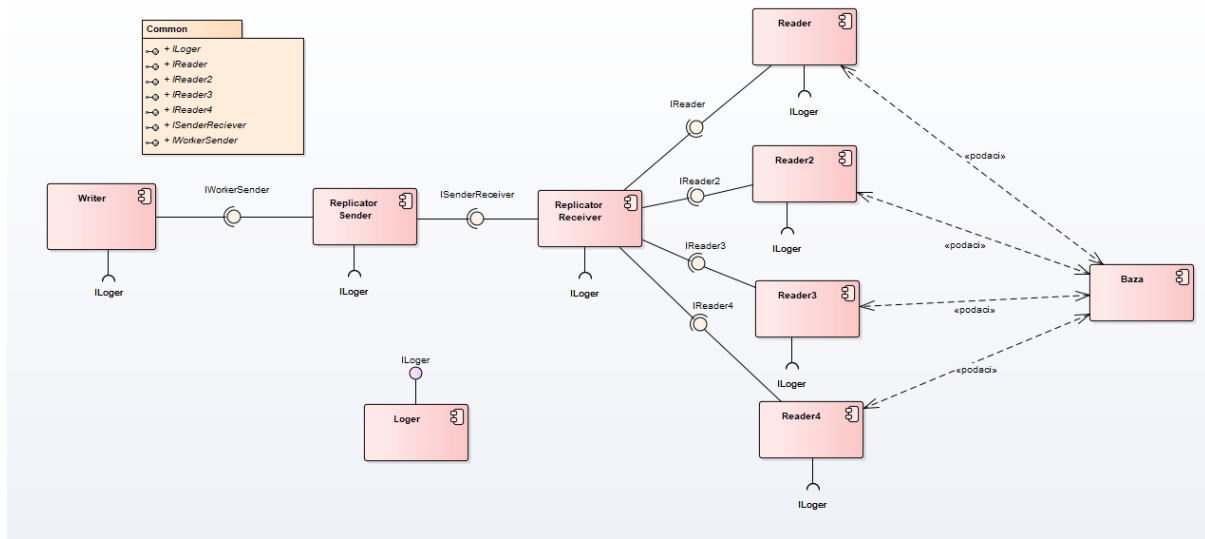 Common
+ ILoger
+ IReader
+ IReader2
+ IReader3
+ IReader4
+ ISenderReciever
+ IWorkerSender
Reader
ILoger
IReader
«podaci»
Reader2
ILoger
IReader2
«podaci»
Writer
ILoger
IWorkerSender
Replicator
Sender
ILoger
ISenderReceiver
Replicator
Receiver
ILoger
IReader3
Reader3
ILoger
«podaci»
Baza
IReader4
«podaci»
Reader4
ILoger
ILoger
Loger